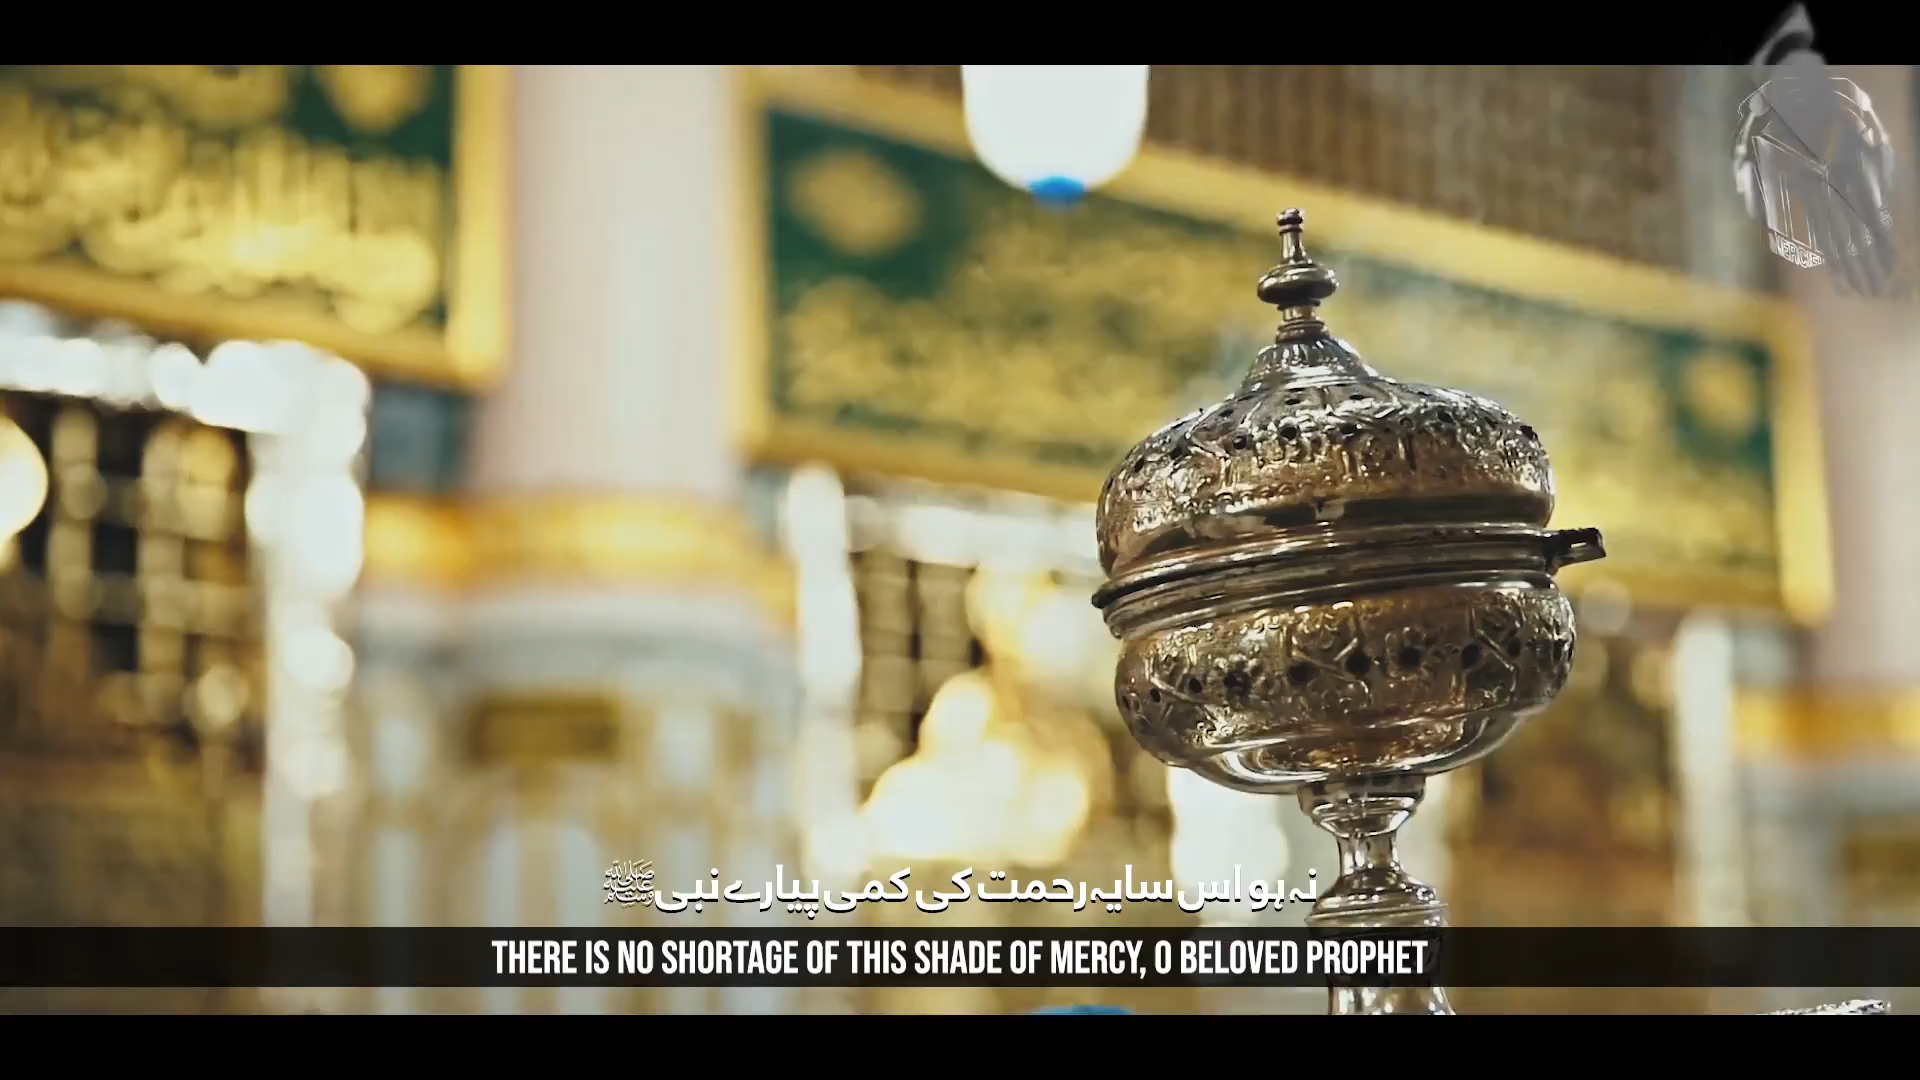 نہ ہو اس سایہ رحمت کی کمی پیارے نبی ﷺ
THERE IS NO SHORTAGE OF THIS SHADE OF MERCY, O BELOVED PROPHET